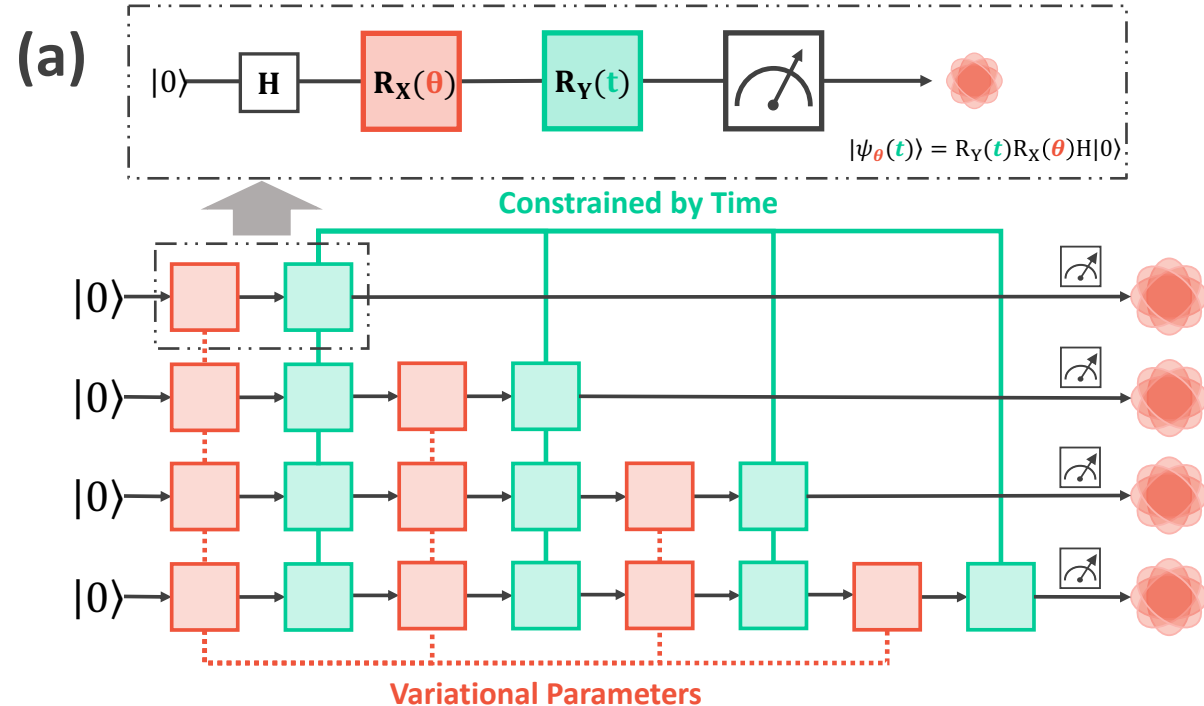 (a)
|0⟩ H R_X(θ) R_Y(t)
|ψ_θ(t)⟩ = R_Y(t)R_X(θ)H|0⟩
Constrained by Time
|0⟩
|0⟩
|0⟩
|0⟩
Variational Parameters